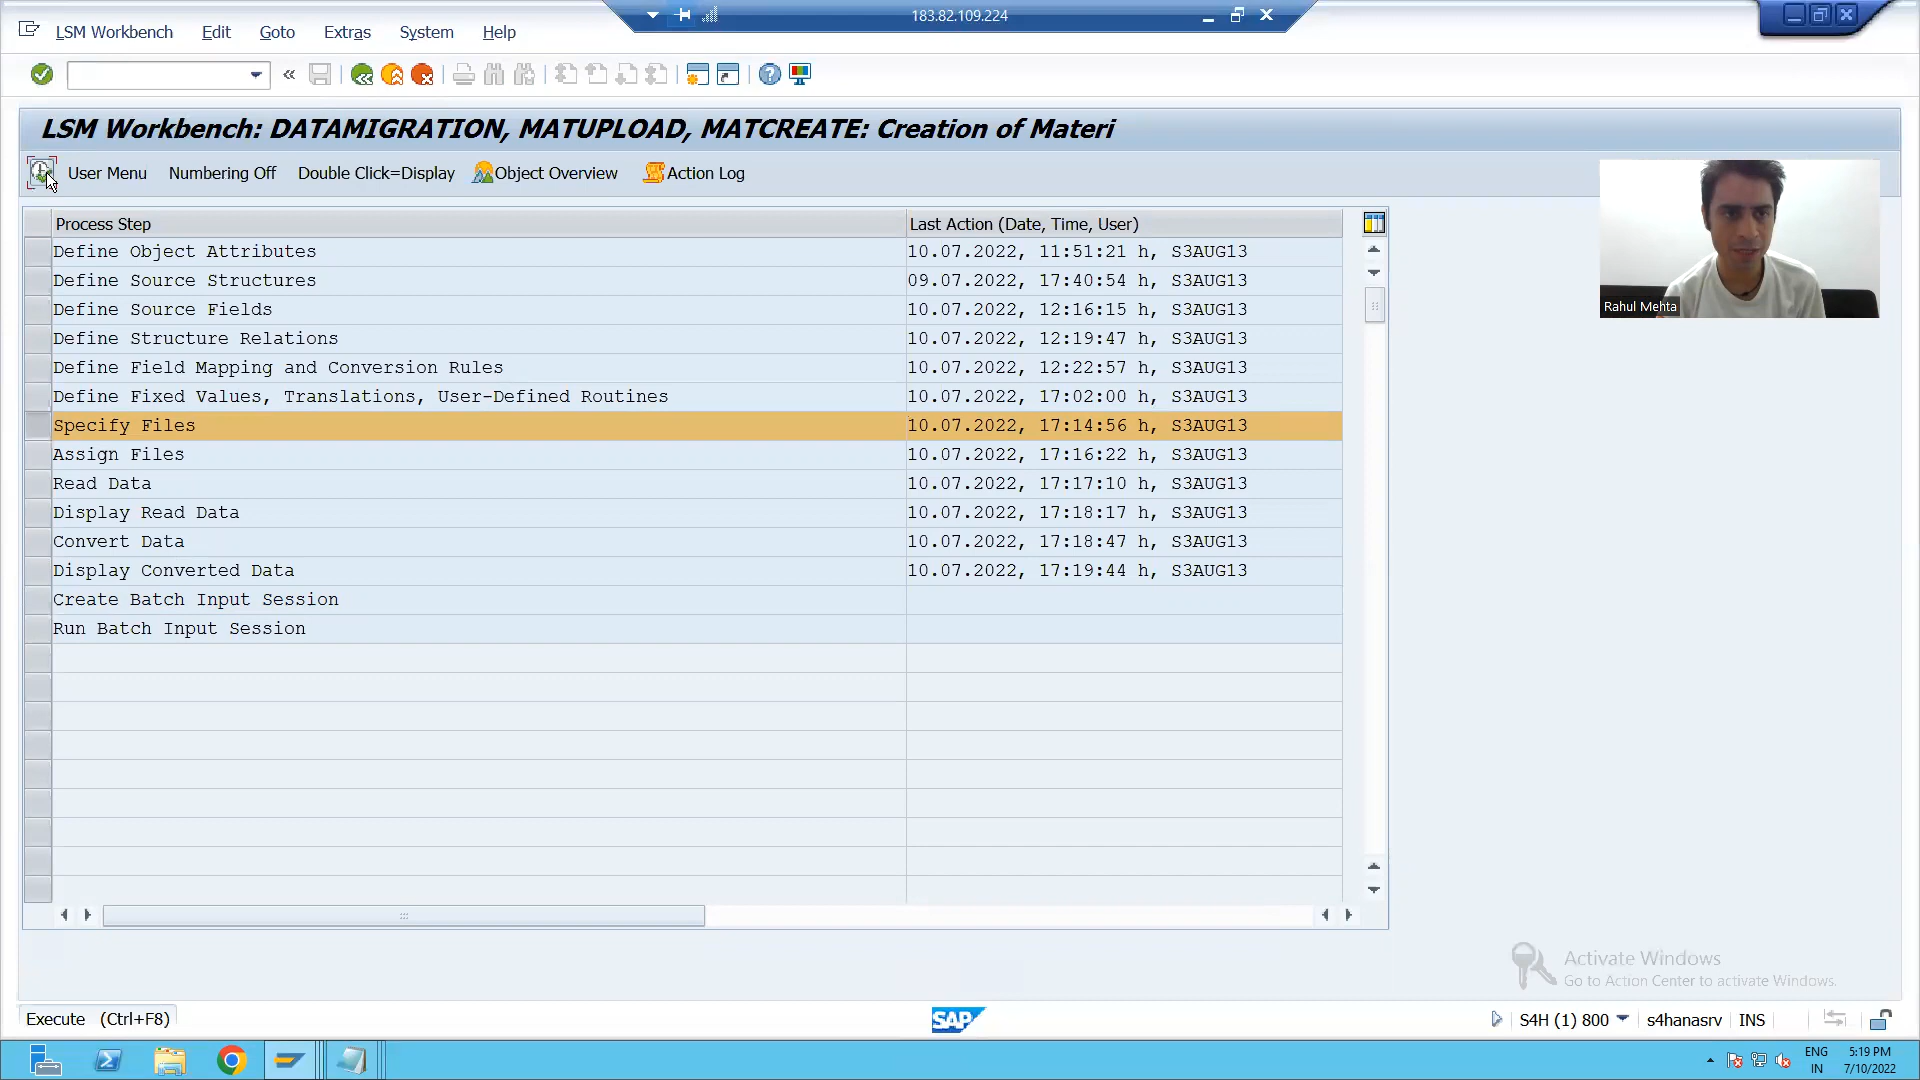 183.82.109.224
LSM Workbench Edit Goto Extras System Help
LSM Workbench: DATAMIGRATION, MATUPLOAD, MATCREATE: Creation of Materi
User Menu Numbering Off Double Click=Display Object Overview Action Log
Process Step Last Action (Date, Time, User)
Define Object Attributes 10.07.2022, 11:51:21 h, S3AUG13
Define Source Structures 09.07.2022, 17:40:54 h, S3AUG13
Define Source Fields 10.07.2022, 12:16:15 h, S3AUG13
Define Structure Relations 10.07.2022, 12:19:47 h, S3AUG13
Define Field Mapping and Conversion Rules 10.07.2022, 12:22:57 h, S3AUG13
Define Fixed Values, Translations, User-Defined Routines 10.07.2022, 17:02:00 h, S3AUG13
Specify Files 10.07.2022, 17:14:56 h, S3AUG13
Assign Files 10.07.2022, 17:16:22 h, S3AUG13
Read Data 10.07.2022, 17:17:10 h, S3AUG13
Display Read Data 10.07.2022, 17:18:17 h, S3AUG13
Convert Data 10.07.2022, 17:18:47 h, S3AUG13
Display Converted Data 10.07.2022, 17:19:44 h, S3AUG13
Create Batch Input Session
Run Batch Input Session
Rahul Mehta
Activate Windows
Go to Action Center to activate Windows.
Execute (Ctrl+F8) SAP S4H (1) 800 s4hanasrv INS
ENG 5:19 PM
IN 7/10/2022